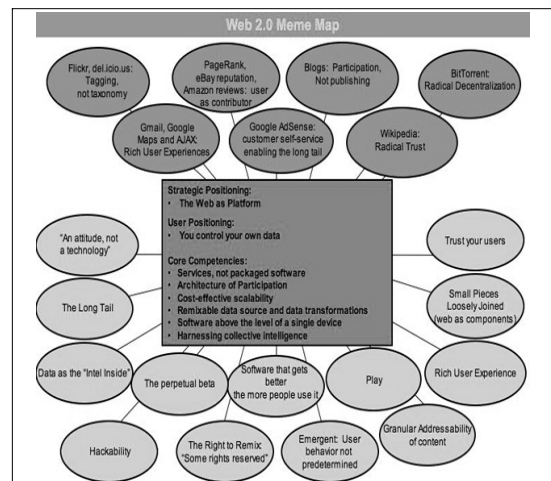 Web 2.0 Meme Map
Flickr, del.icio.us:
Tagging,
not taxonomy
PageRank,
eBay reputation,
Amazon reviews: user
as contributor
Blogs: Participation,
Not publishing
BitTorrent:
Radical Decentralization
Gmail, Google
Maps and AJAX:
Rich User Experiences
Google AdSense:
customer self-service
enabling the long tail
Wikipedia:
Radical Trust
Strategic Positioning:
• The Web as Platform
User Positioning:
• You control your own data
Core Competencies:
• Services, not packaged software
• Architecture of Participation
• Cost-effective scalability
• Remixable data source and data transformations
• Software above the level of a single device
• Harnessing collective intelligence
"An attitude, not
a technology"
Trust your users
The Long Tail
Small Pieces
Loosely Joined
(web as components)
Data as the "Intel Inside"
The perpetual beta
Software that gets
better
the more people use it
Play
Rich User Experience
Hackability
The Right to Remix:
"Some rights reserved"
Emergent: User
behavior not
predetermined
Granular Addressability
of content